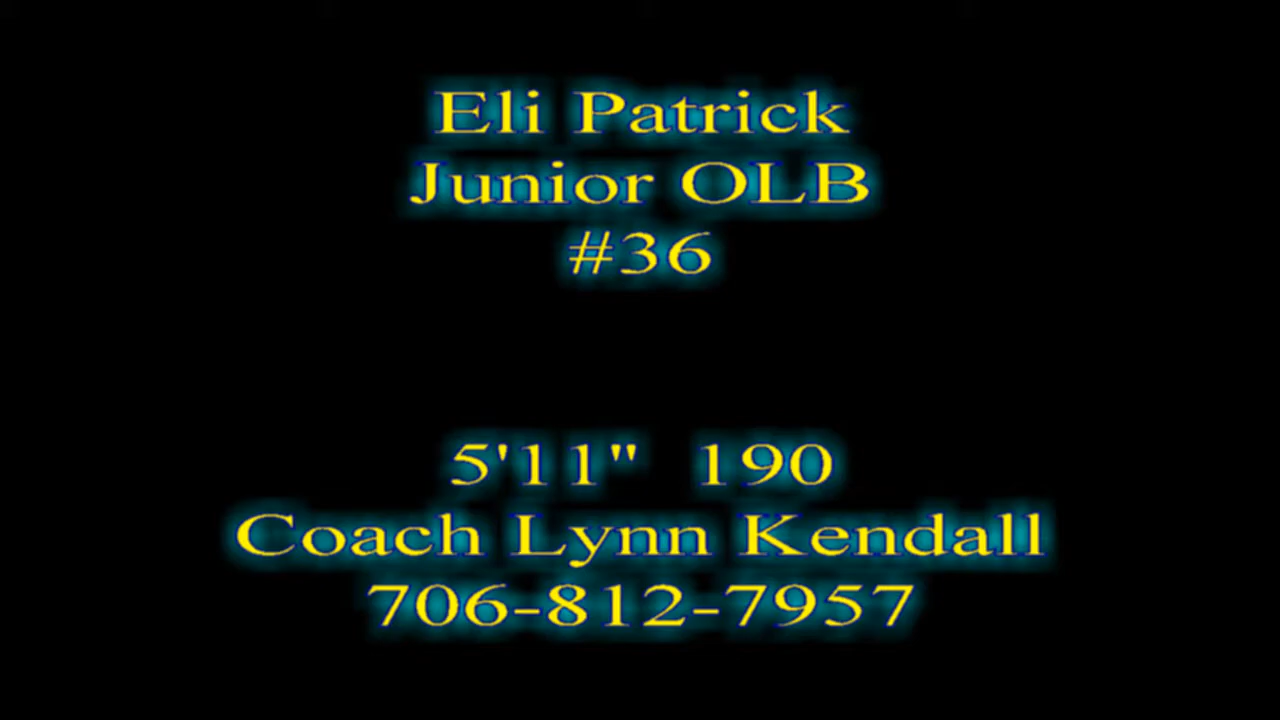 Eli Patrick
Junior OLB
#36
5'11" 190
Coach Lynn Kendall
706-812-7957